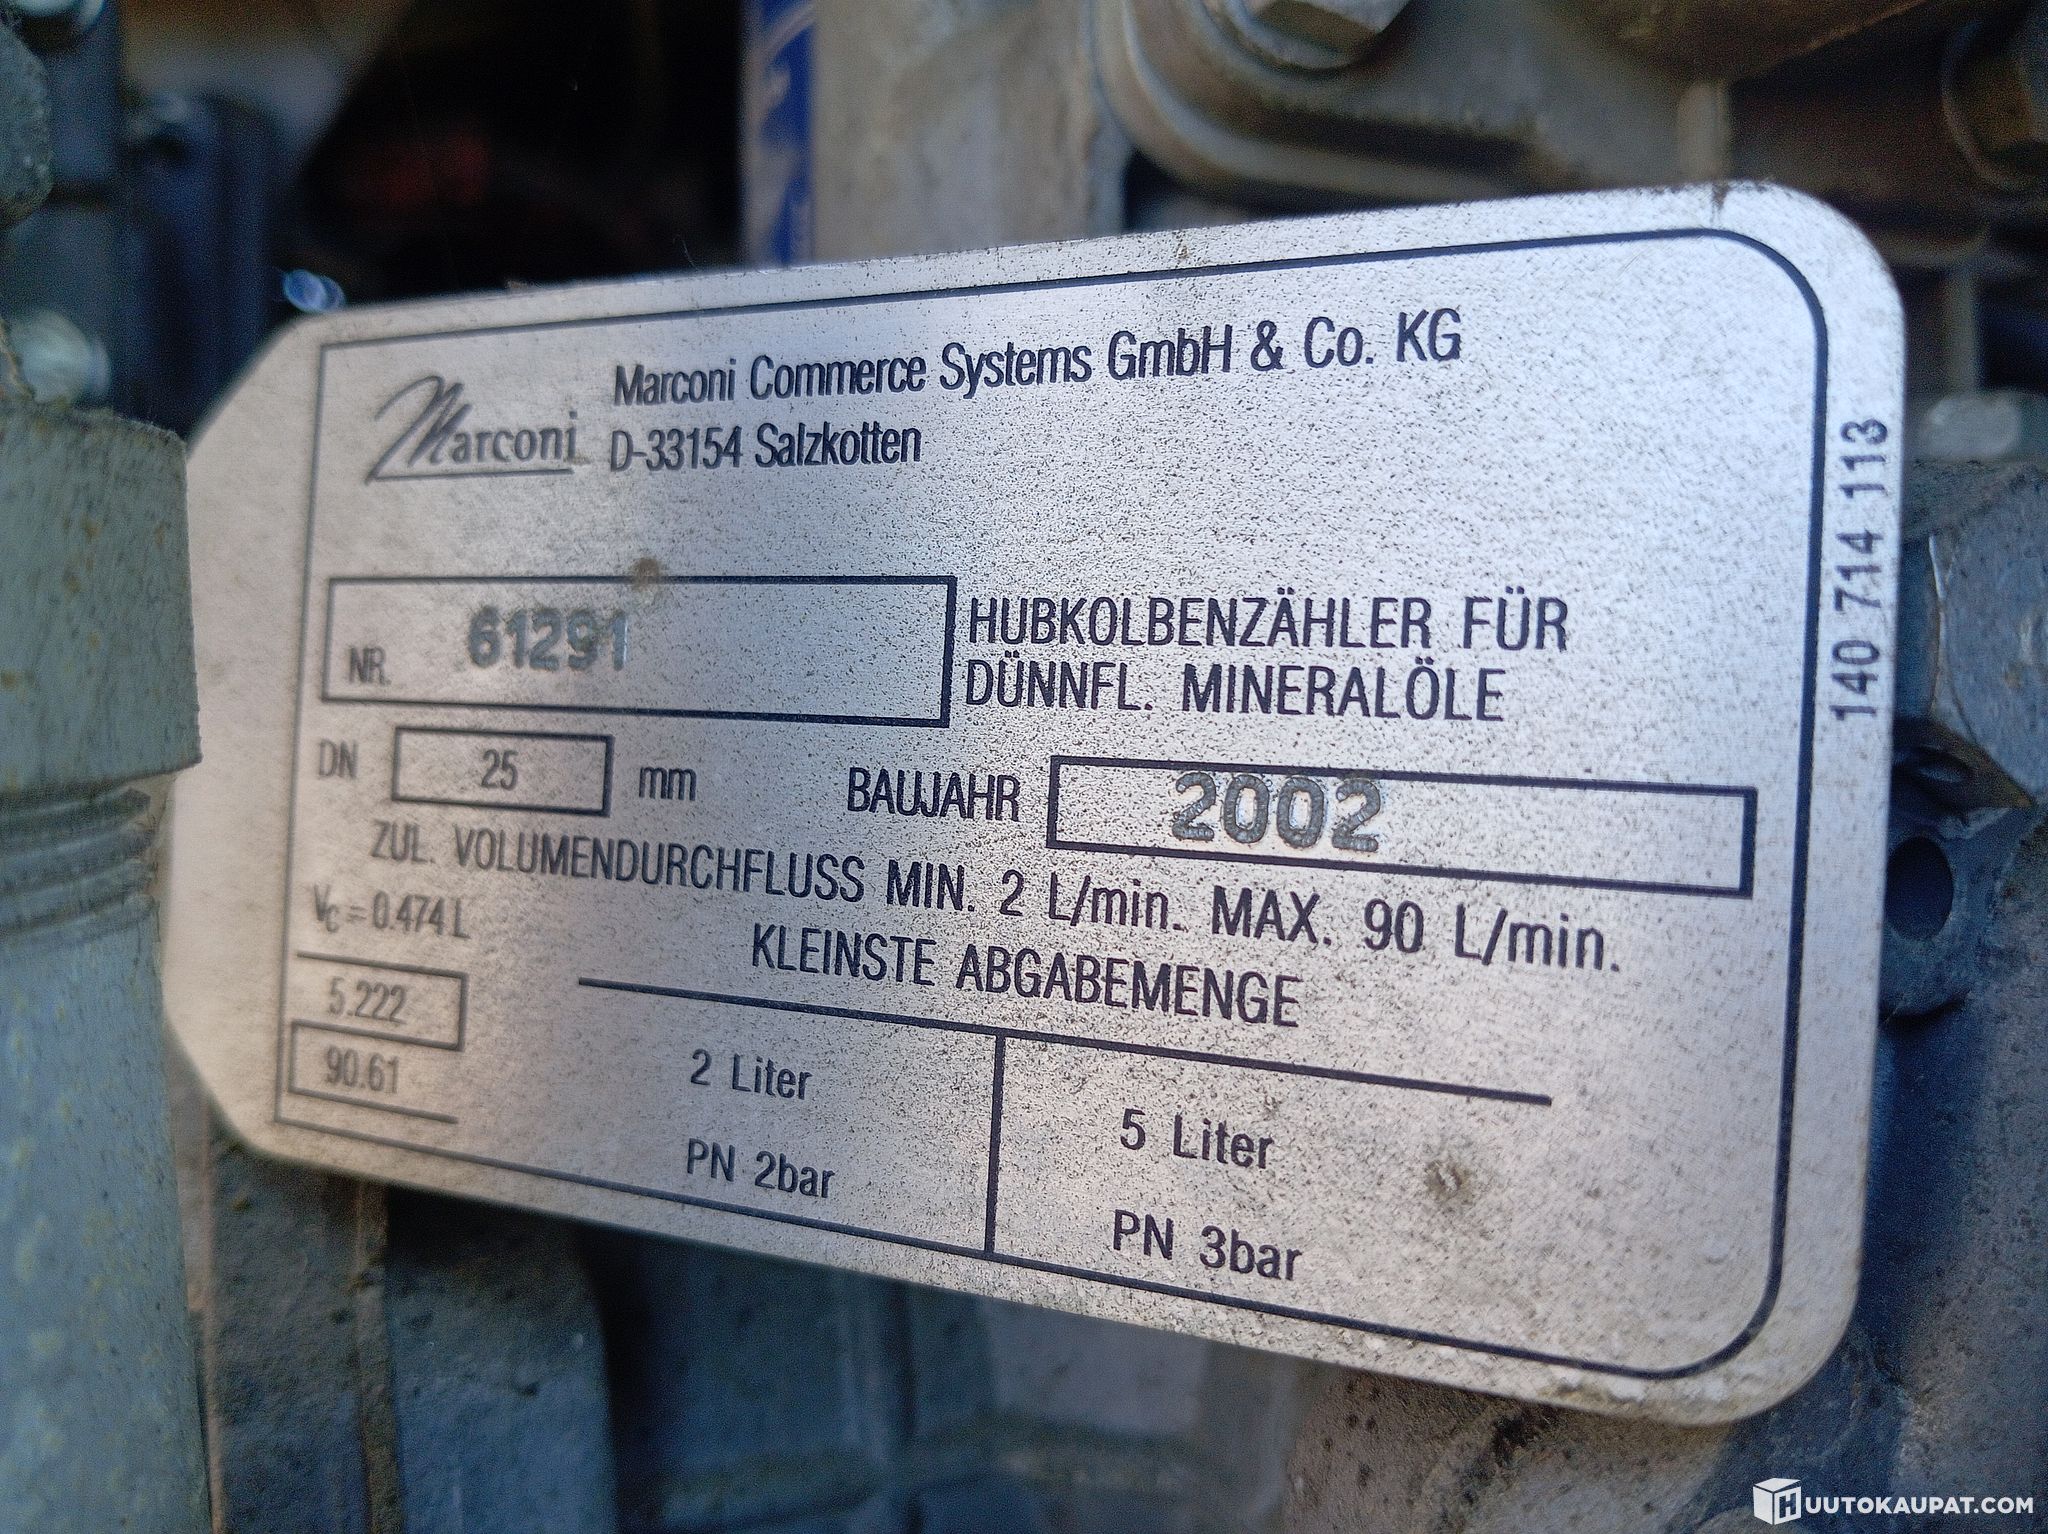 Marconi
Marconi Commerce Systems GmbH & Co. KG
D-33154 Salzkotten
NR. 61291
HUBKOLBENZÄHLER FÜR
DÜNNFL. MINERALÖLE
DN 25 mm
BAUJAHR 2002
ZUL. VOLUMENDURCHFLUSS MIN. 2 L/min. MAX. 90 L/min.
Vc = 0.474 L
KLEINSTE ABGABEMENGE
5.222
90.61
2 Liter
PN 2bar
5 Liter
PN 3bar
140 714 113
HUUTOKAUPAT.COM